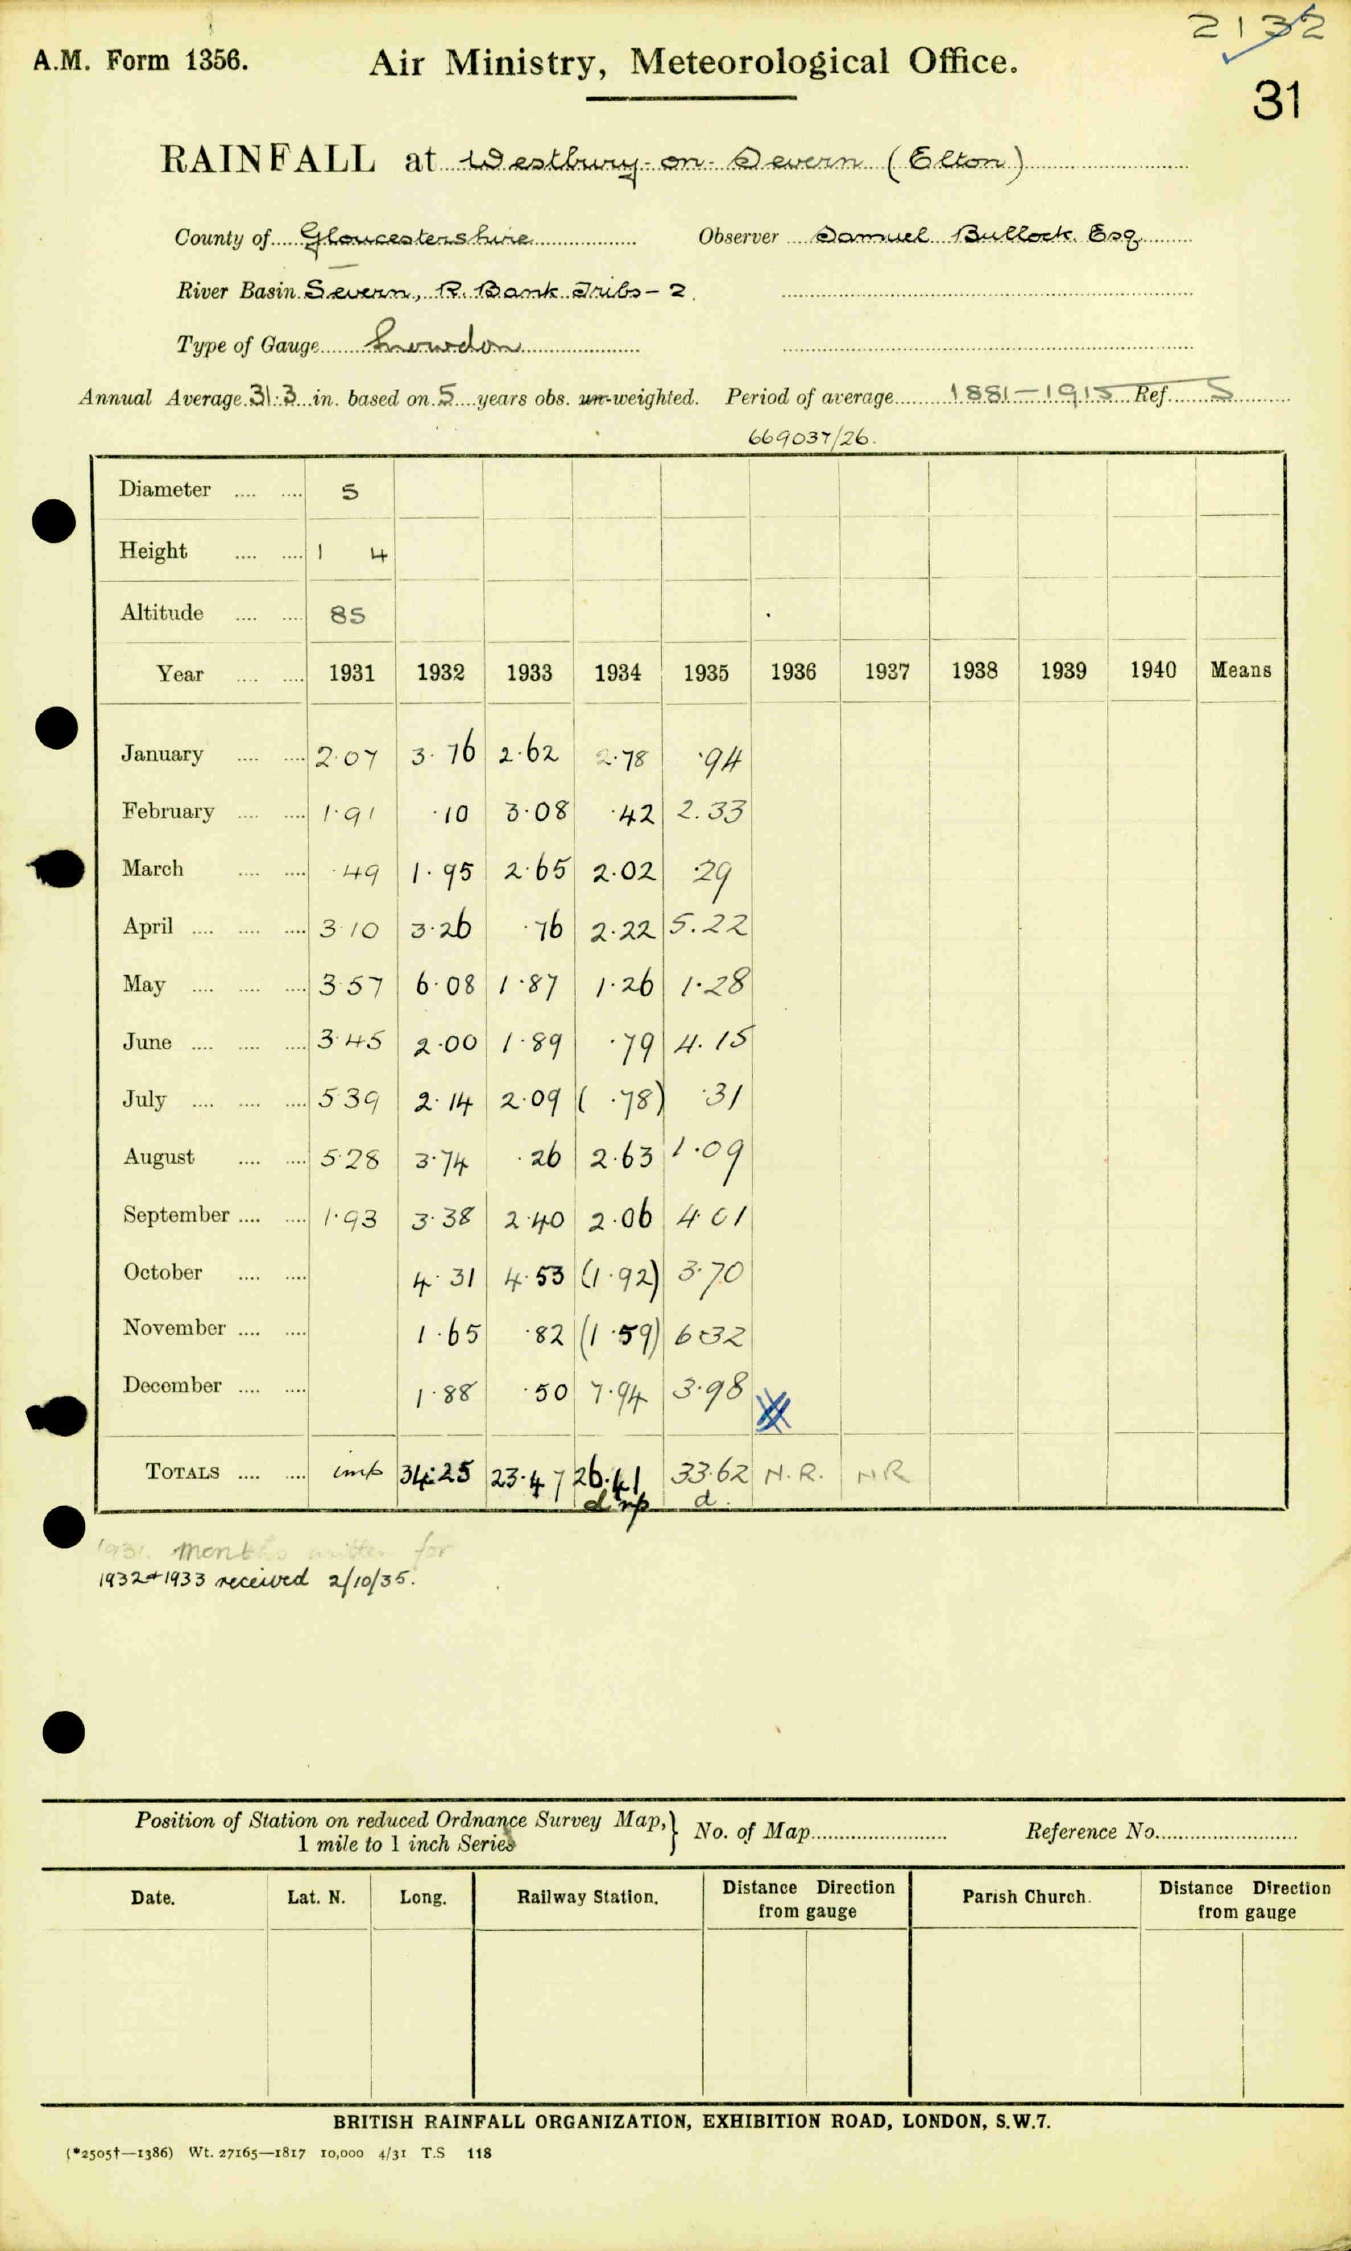 2132
A.M. Form 1356. Air Ministry, Meteorological Office.
31
RAINFALL at Westbury-on-Severn (Elton)
County of Gloucestershire Observer Samuel Bullock Esq
River Basin Severn, R. Bank Tribs - 2.
Type of Gauge Snowdon
Annual Average 31.3 in. based on 5 years obs. un-weighted. Period of average 1881-1915 Ref. S
669037/26.
Diameter .... .... 5
Height .... .... 1 4
Altitude .... .... 85
Year .... .... 1931 1932 1933 1934 1935 1936 1937 1938 1939 1940 Means
January .... .... 2.07 3.76 2.62 2.78 .94
February .... .... 1.91 .10 3.08 .42 2.33
March .... .... .49 1.95 2.65 2.02 .29
April .... .... .... 3.10 3.26 .76 2.22 5.22
May .... .... .... 3.57 6.08 1.87 1.26 1.28
June .... .... .... 3.45 2.00 1.89 .79 4.15
July .... .... .... 5.39 2.14 2.09 ( .78) .31
August .... .... 5.28 3.74 .26 2.63 1.09
September .... .... 1.93 3.38 2.40 2.06 4.01
October .... .... 4.31 4.53 (1.92) 3.70
November .... .... 1.65 .82 (1.59) 6.32
December .... .... 1.88 .50 7.94 3.98
TOTALS .... .... imp 34.25 23.47 26.41 33.62 N.R. NR
d. d.
1931. months written for
1932+1933 received 2/10/35.
Position of Station on reduced Ordnance Survey Map,} No. of Map Reference No.
1 mile to 1 inch Series
Date. Lat. N. Long. Railway Station. Distance Direction from gauge Parish Church. Distance Direction from gauge
BRITISH RAINFALL ORGANIZATION, EXHIBITION ROAD, LONDON, S.W.7.
(*2505†—1386) Wt. 27165—1817 10,000 4/31 T.S 118